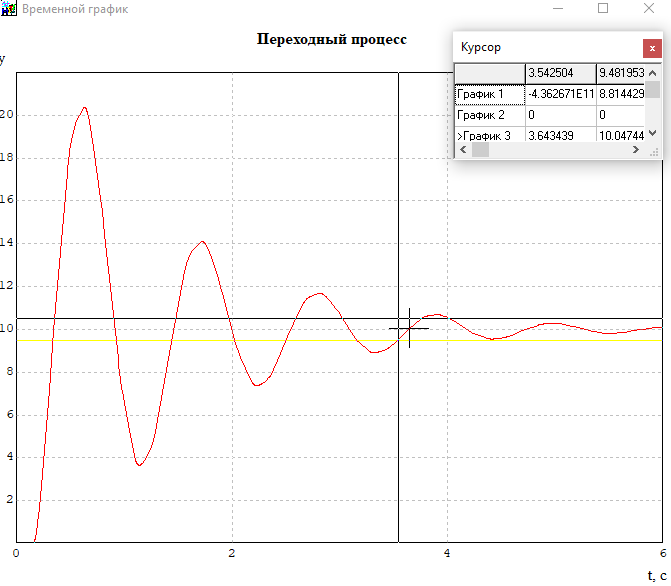 Временной график
Переходный процесс
y
Курсор
3.542504 9.481953
График 1 -4.362671E11 8.814429
График 2 0 0
>График 3 3.643439 10.04744
20
18
16
14
12
10
8
6
4
2
0 2 4 6
t, c